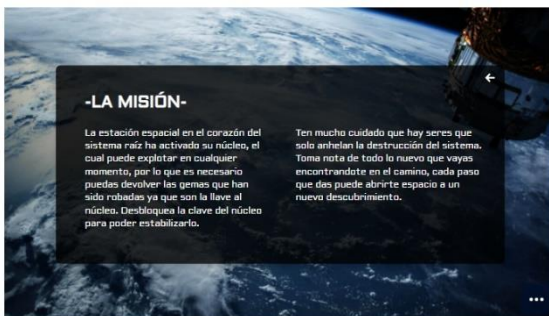 -LA MISIÓN-
La estación espacial en el corazón del
sistema raíz ha activado su núcleo, el
cual puede explotar en cualquier
momento, por lo que es necesario
puedas devolver las gemas que han
sido robadas ya que son la llave al
núcleo. Desbloquea la clave del núcleo
para poder estabilizarlo.
Ten mucho cuidado que hay seres que
solo anhelan la destrucción del sistema.
Toma nota de todo lo nuevo que vayas
encontrandote en el camino, cada paso
que das puede abrirte espacio a un
nuevo descubrimiento.